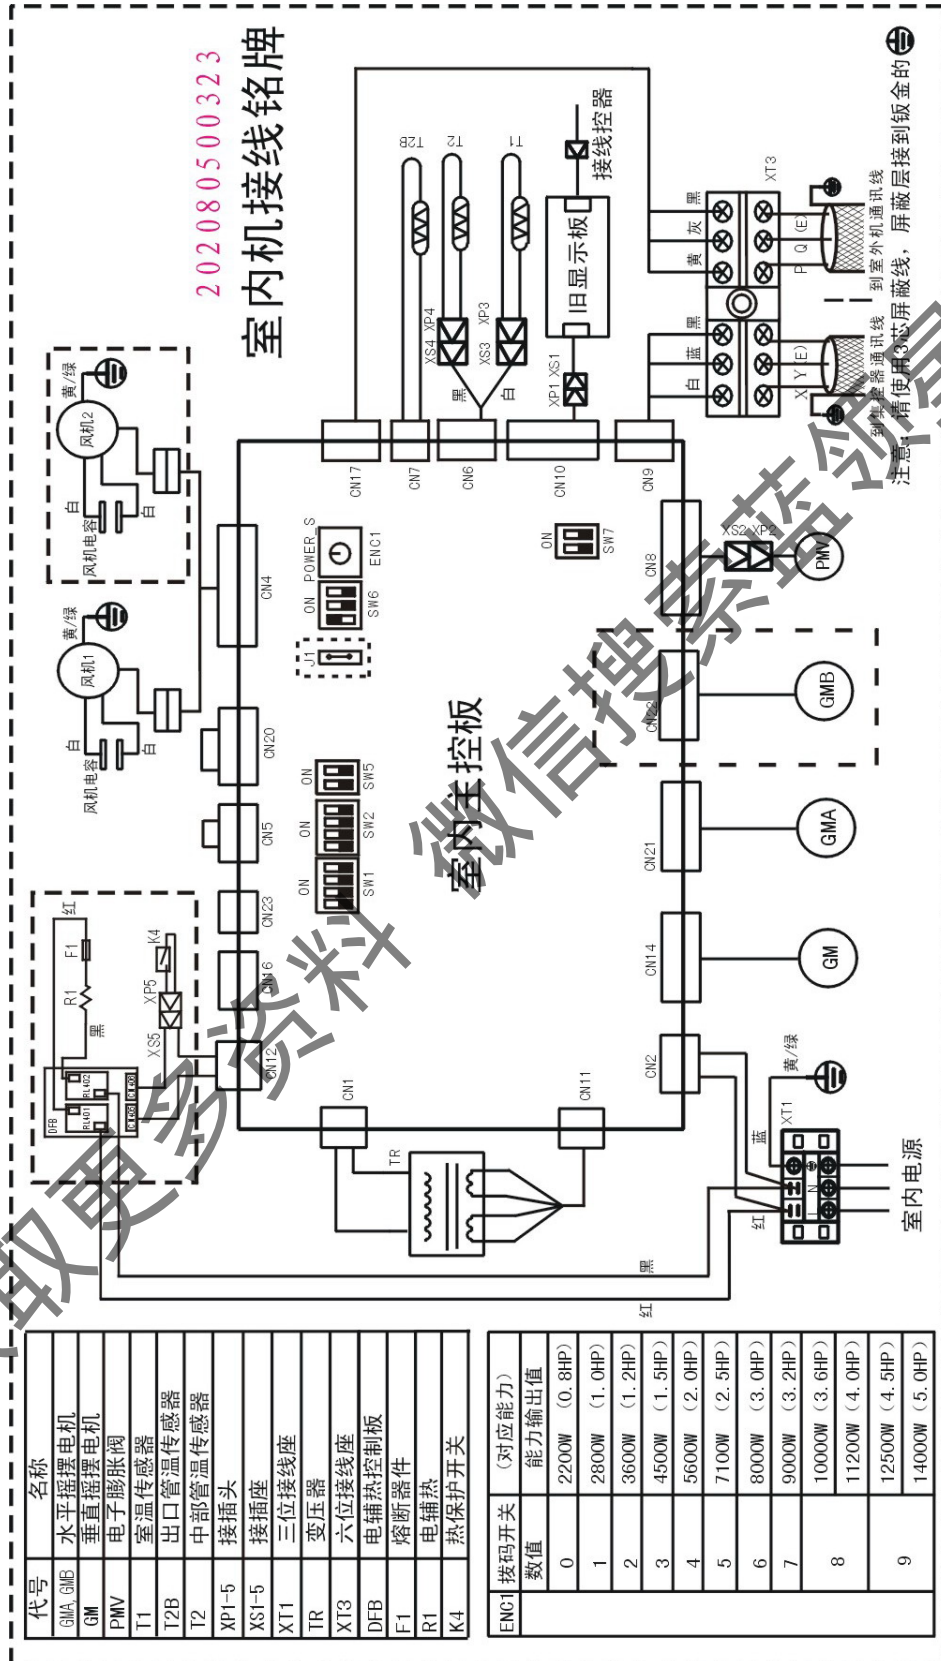 202080500323
室内机接线铭牌
风机电容
白
白
风机1
黄/绿
风机电容
白
白
风机2
黄/绿
DFB
RL401
RL402
CN405
CN406
黑
R1
F1
红
XS5
XP5
K4
CN12
CN16
CN23
CN5
CN20
CN4
CN17
CN7
CN6
CN10
CN9
CN8
CN22
CN21
CN14
CN2
CN11
CN1
TR
SW1
ON
SW2
ON
SW5
ON
J1
SW6
ON
POWER_S
ENC1
SW7
ON
室内主控板
T2B
T2
T1
XS4 XP4
XS3 XP3
黑
白
XP1 XS1
旧显示板
接线控器
白
蓝
黑
黄
灰
黑
XT3
X Y (E)
P Q (E)
到集控器通讯线
到室外机通讯线
注意：请使用3芯屏蔽线，屏蔽层接到钣金的
XS2 XP2
PMV
GMB
GMA
GM
红
黑
红
蓝
黄/绿
XT1
L
N
室内电源
代号 名称
GMA,GMB 水平摇摆电机
GM 垂直摇摆电机
PMV 电子膨胀阀
T1 室温传感器
T2B 出口管温传感器
T2 中部管温传感器
XP1-5 接插头
XS1-5 接插座
XT1 三位接线座
TR 变压器
XT3 六位接线座
DFB 电辅热控制板
F1 熔断器件
R1 电辅热
K4 热保护开关
ENC1 拨码开关 (对应能力)
数值 能力输出值
0 2200W (0.8HP)
1 2800W (1.0HP)
2 3600W (1.2HP)
3 4500W (1.5HP)
4 5600W (2.0HP)
5 7100W (2.5HP)
6 8000W (3.0HP)
7 9000W (3.2HP)
8 10000W (3.6HP)
11200W (4.0HP)
9 12500W (4.5HP)
14000W (5.0HP)
取更多资料 微信搜索蓝领星